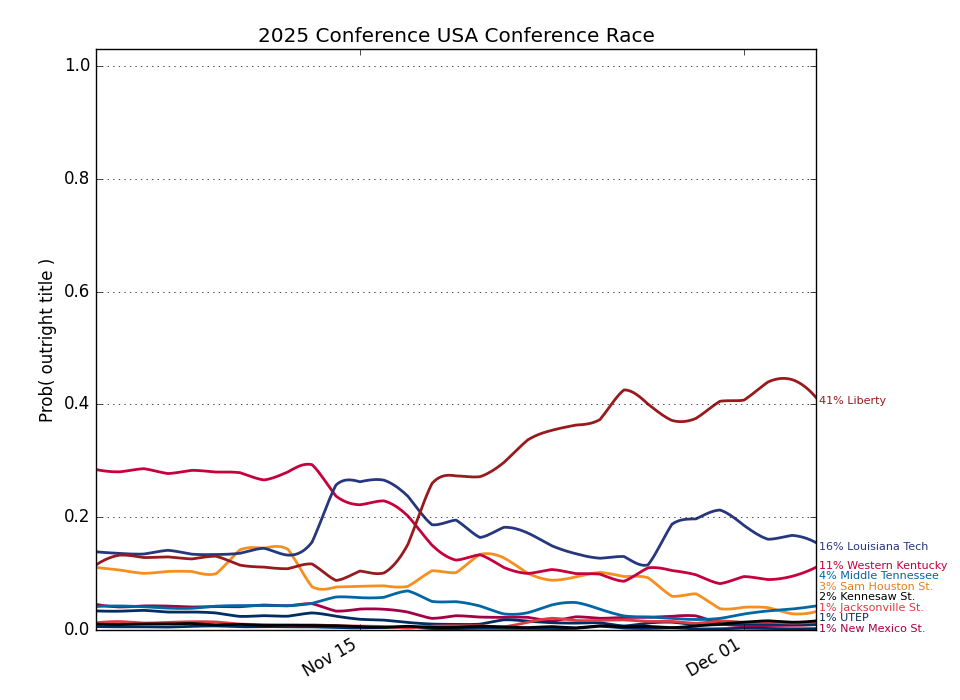 2025 Conference USA Conference Race
1.0
0.8
0.6
0.4
0.2
0.0
Prob( outright title )
Nov 15
Dec 01
41% Liberty
16% Louisiana Tech
11% Western Kentucky
4% Middle Tennessee
3% Sam Houston St.
2% Kennesaw St.
1% Jacksonville St.
1% UTEP
1% New Mexico St.